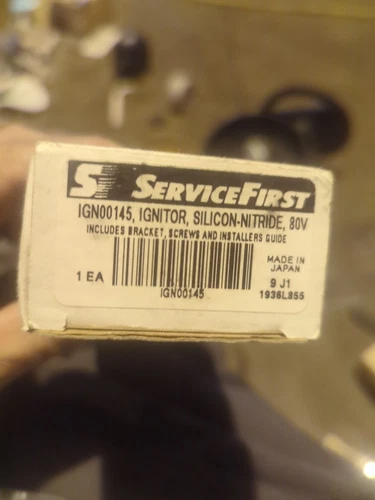 SERVICEFIRST
IGN00145, IGNITOR, SILICON-NITRIDE, 80V
INCLUDES BRACKET, SCREWS AND INSTALLERS GUIDE
MADE IN
JAPAN
1 EA
9 J1
IGN00145
1936L355